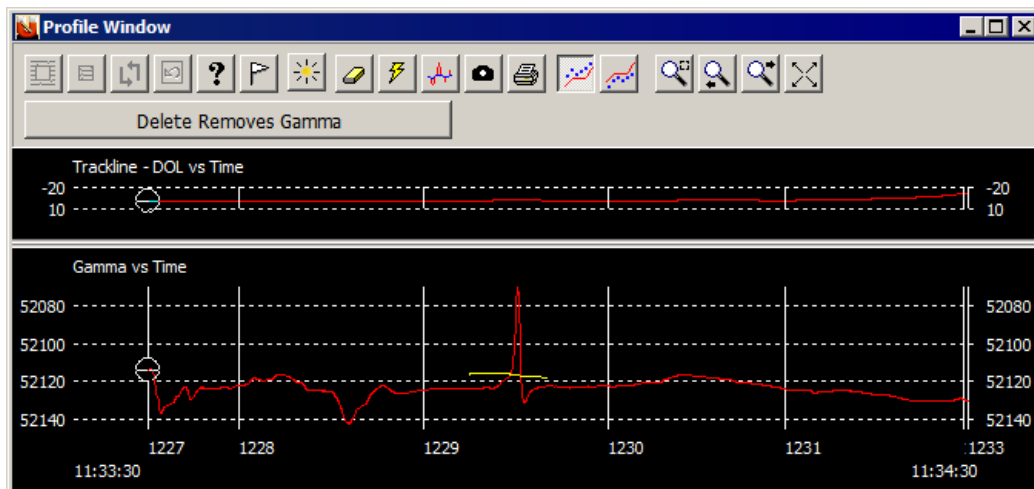 Profile Window
?
Delete Removes Gamma
Trackline - DOL vs Time
-20 -20
10 10
Gamma vs Time
52080 52080
52100 52100
52120 52120
52140 52140
1227 1228 1229 1230 1231 :1233
11:33:30 11:34:30